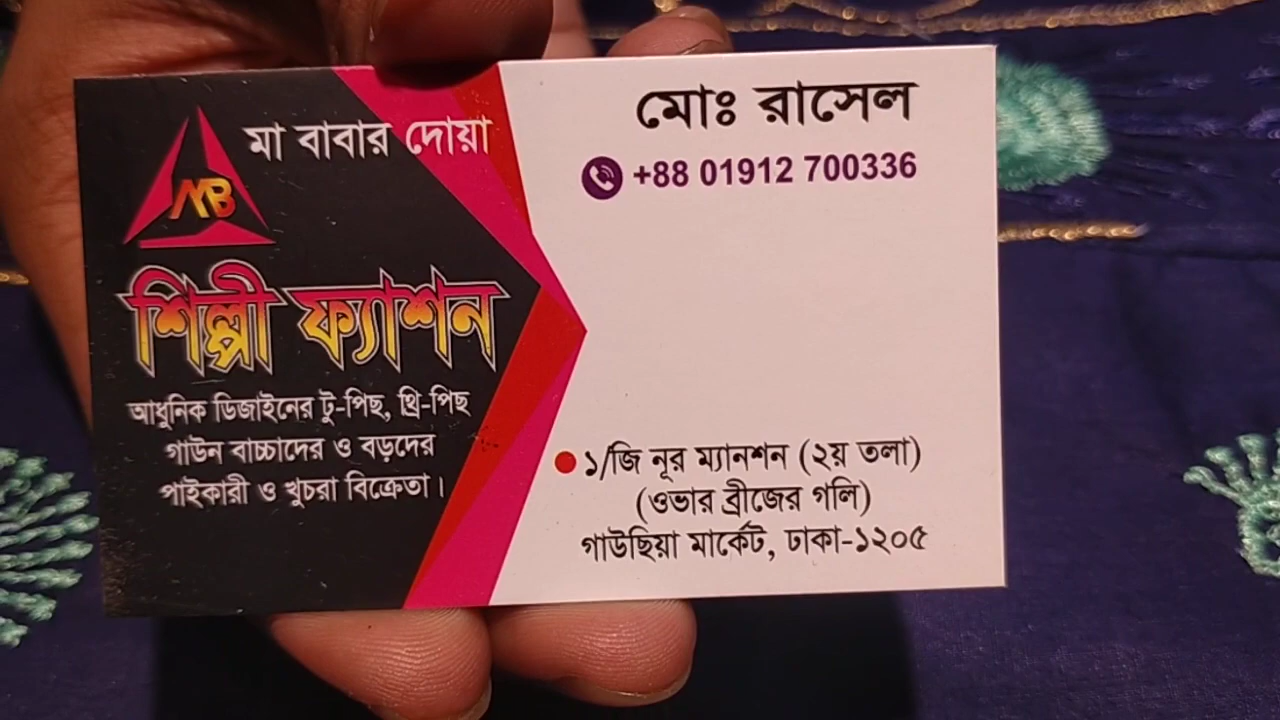 মা বাবার দোয়া
MB
শিল্পী ফ্যাশন
আধুনিক ডিজাইনের টু-পিছ, থ্রি-পিছ
গাউন বাচ্চাদের ও বড়দের
পাইকারী ও খুচরা বিক্রেতা।
মোঃ রাসেল
+88 01912 700336
১/জি নূর ম্যানশন (২য় তলা)
(ওভার ব্রীজের গলি)
গাউছিয়া মার্কেট, ঢাকা-১২০৫